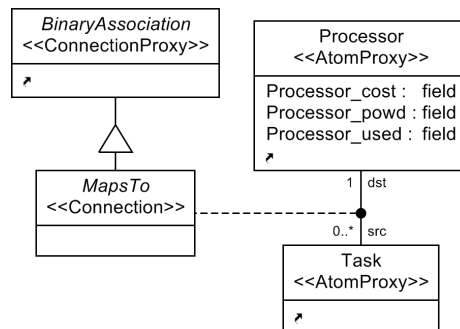 BinaryAssociation
<<ConnectionProxy>>
Processor
<<AtomProxy>>
Processor_cost : field
Processor_powd : field
Processor_used : field
MapsTo
<<Connection>>
1 dst
0..* src
Task
<<AtomProxy>>